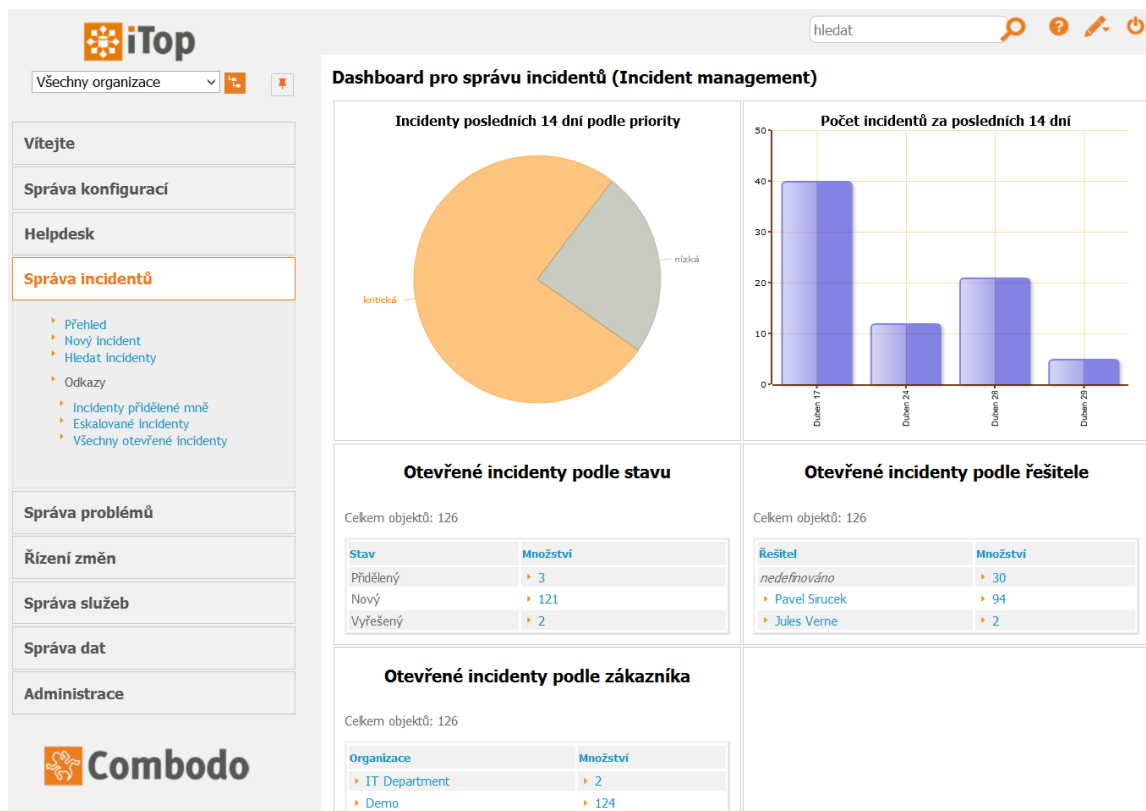 iTop
hledat
Všechny organizace
Dashboard pro správu incidentů (Incident management)
Vítejte
Správa konfigurací
Helpdesk
Správa incidentů
Přehled
Nový incident
Hledat incidenty
Odkazy
Incidenty přidělené mně
Eskalované incidenty
Všechny otevřené incidenty
Správa problémů
Řízení změn
Správa služeb
Správa dat
Administrace
Combodo
Incidenty posledních 14 dní podle priority
nízká
kritická
Počet incidentů za posledních 14 dní
50
40
30
20
10
0
Duben 17
Duben 24
Duben 28
Duben 29
Otevřené incidenty podle stavu
Celkem objektů: 126
Stav Množství
Přidělený 3
Nový 121
Vyřešený 2
Otevřené incidenty podle řešitele
Celkem objektů: 126
Řešitel Množství
nedefinováno 30
Pavel Sirucek 94
Jules Verne 2
Otevřené incidenty podle zákazníka
Celkem objektů: 126
Organizace Množství
IT Department 2
Demo 124